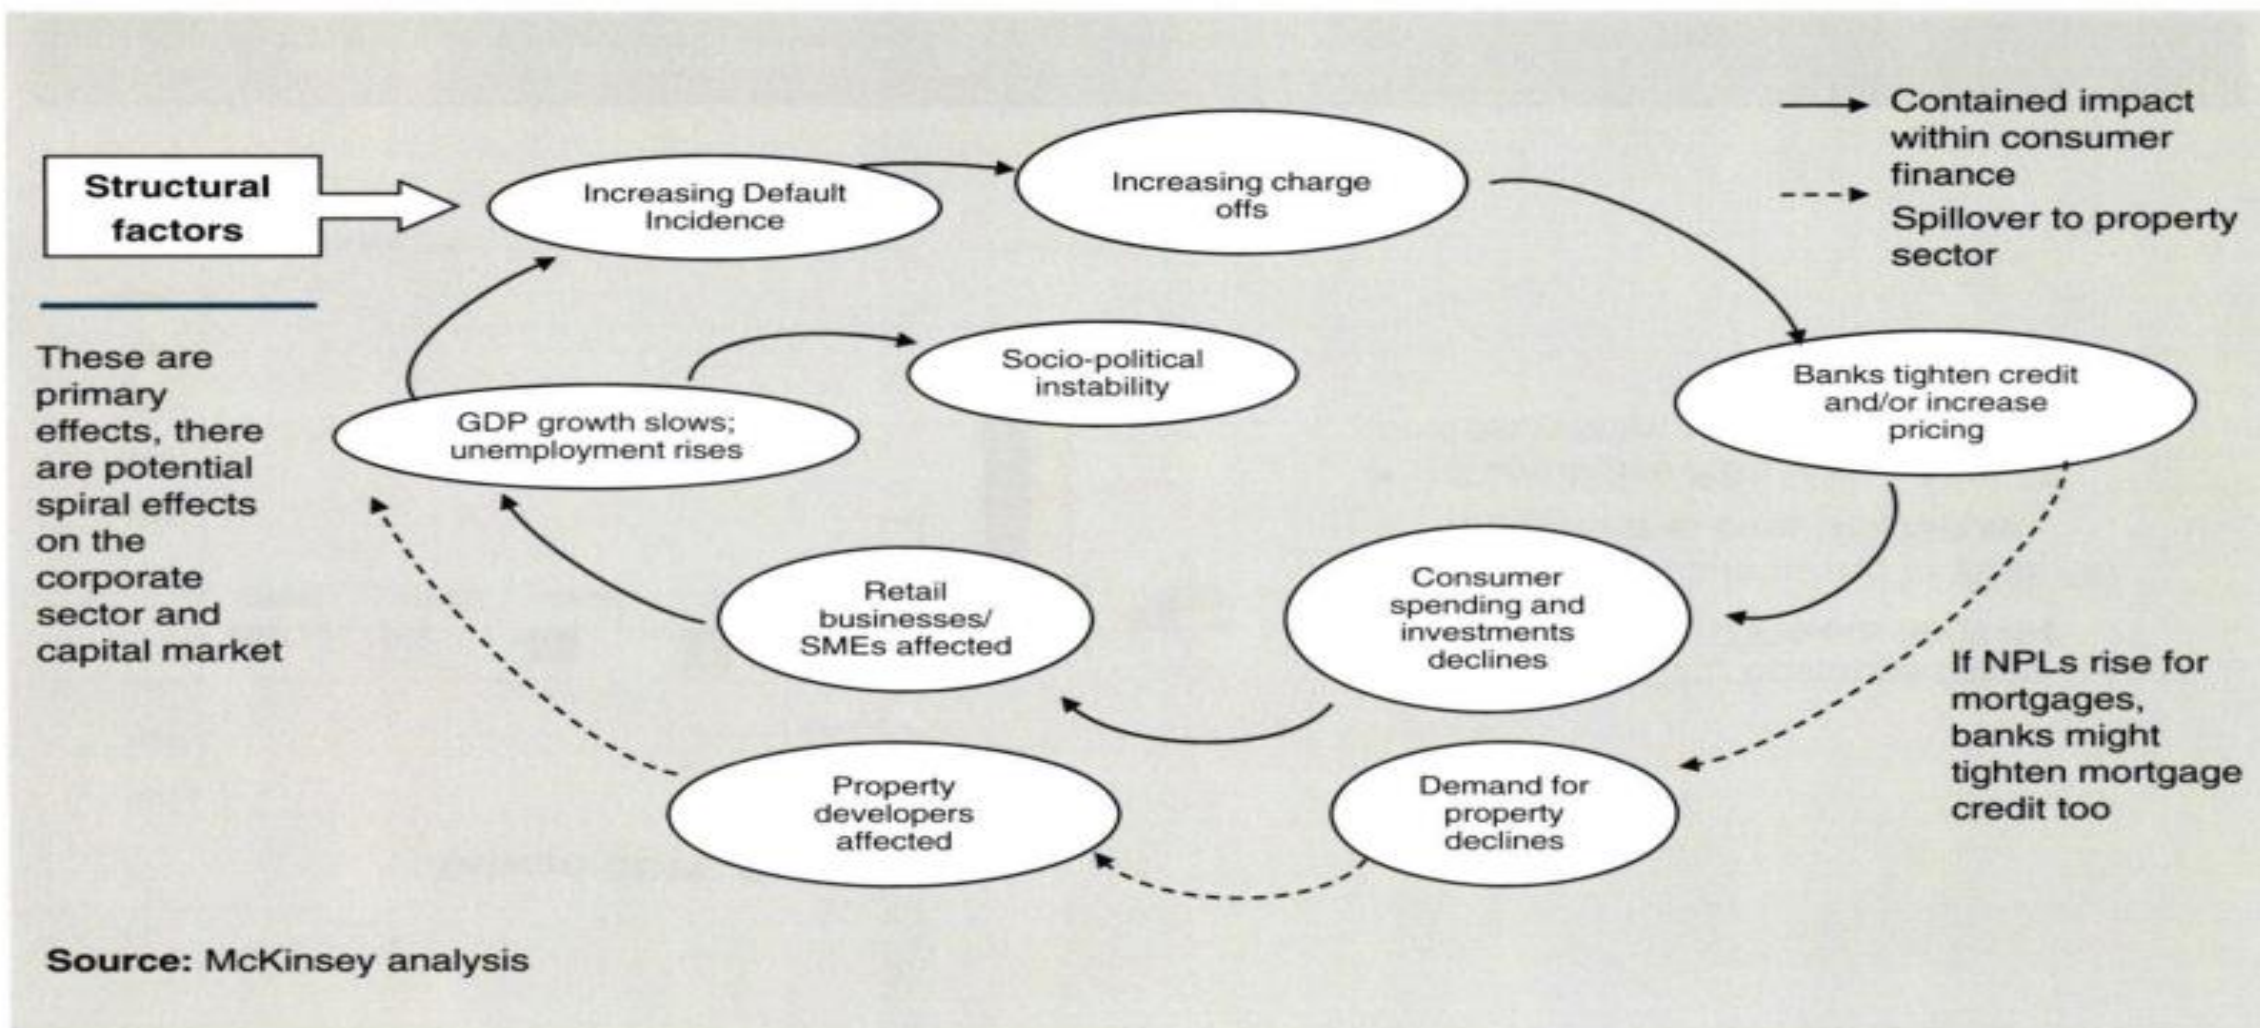 Structural
factors
Increasing Default
Incidence
Increasing charge
offs
Contained impact
within consumer
finance
Spillover to property
sector
These are
primary
effects, there
are potential
spiral effects
on the
corporate
sector and
capital market
Socio-political
instability
GDP growth slows;
unemployment rises
Banks tighten credit
and/or increase
pricing
Retail
businesses/
SMEs affected
Consumer
spending and
investments
declines
If NPLs rise for
mortgages,
banks might
tighten mortgage
credit too
Property
developers
affected
Demand for
property
declines
Source: McKinsey analysis